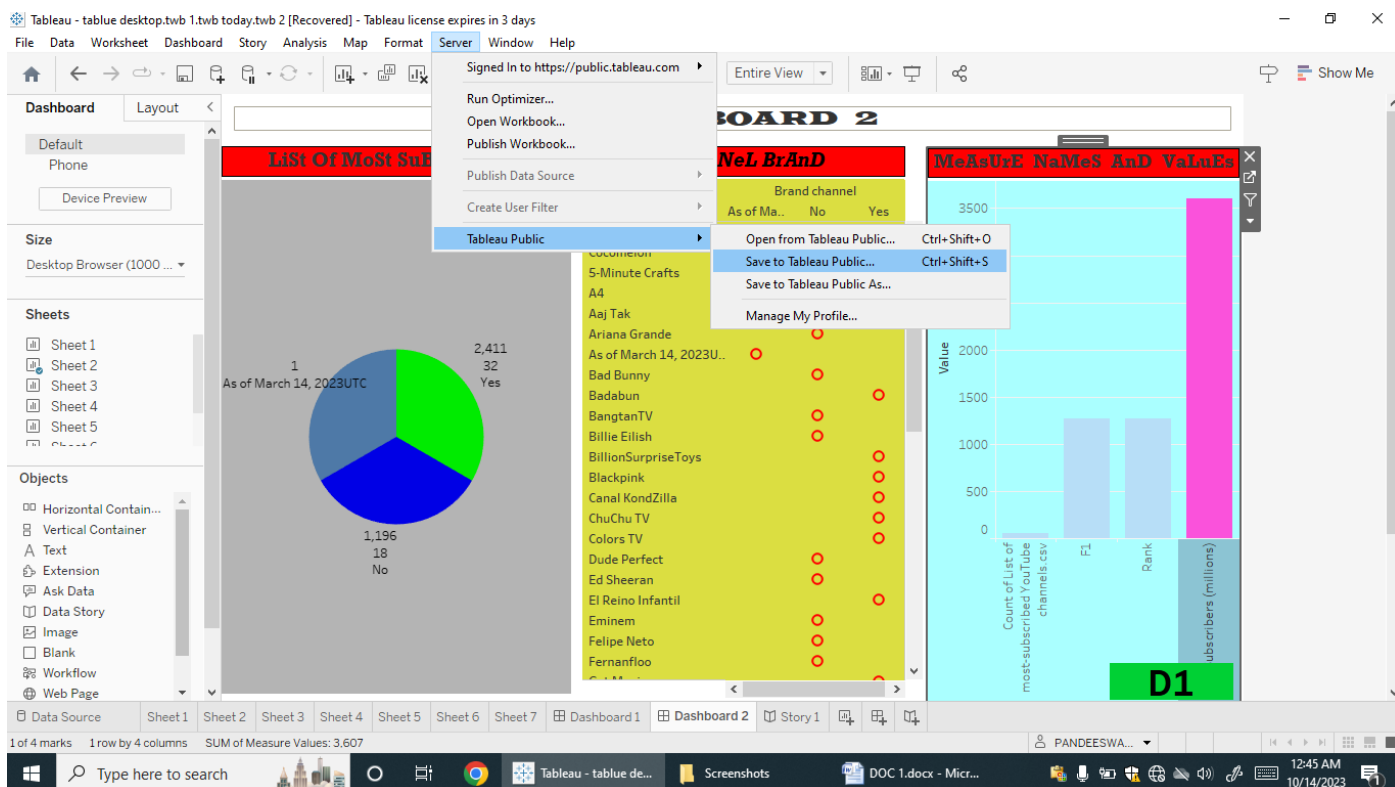 Tableau - tablue desktop.twb 1.twb today.twb 2 [Recovered] - Tableau license expires in 3 days
File Data Worksheet Dashboard Story Analysis Map Format Server Window Help
Entire View
Show Me
Signed In to https://public.tableau.com
Run Optimizer...
Open Workbook...
Publish Workbook...
Publish Data Source
Create User Filter
Tableau Public
Open from Tableau Public... Ctrl+Shift+O
Save to Tableau Public... Ctrl+Shift+S
Save to Tableau Public As...
Manage My Profile...
Dashboard Layout
Default
Phone
Device Preview
Size
Desktop Browser (1000 ...
Sheets
Sheet 1
Sheet 2
Sheet 3
Sheet 4
Sheet 5
Objects
Horizontal Contain...
Vertical Container
Text
Extension
Ask Data
Data Story
Image
Blank
Workflow
Web Page
2
LiSt Of MoSt
BrAnD
1
As of March 14, 2023UTC
2,411
32
Yes
1,196
18
No
Brand channel
As of Ma.. No Yes
Cocomelon
5-Minute Crafts
A4
Aaj Tak
Ariana Grande
As of March 14, 2023U..
Bad Bunny
Badabun
BangtanTV
Billie Eilish
BillionSurpriseToys
Blackpink
Canal KondZilla
ChuChu TV
Colors TV
Dude Perfect
Ed Sheeran
El Reino Infantil
Eminem
Felipe Neto
Fernanfloo
MeAsUrE NaMeS AnD VaLuEs
3500
2000
1500
1000
500
0
Value
Count of List of
most-subscribed YouTube
channels.csv
F1
Rank
(millions)
D1
Data Source Sheet 1 Sheet 2 Sheet 3 Sheet 4 Sheet 5 Sheet 6 Sheet 7 Dashboard 1 Dashboard 2 Story 1
1 of 4 marks 1 row by 4 columns SUM of Measure Values: 3,607
PANDEESWA...
Type here to search
Tableau - tablue de...
Screenshots
DOC 1.docx - Micr...
12:45 AM
10/14/2023